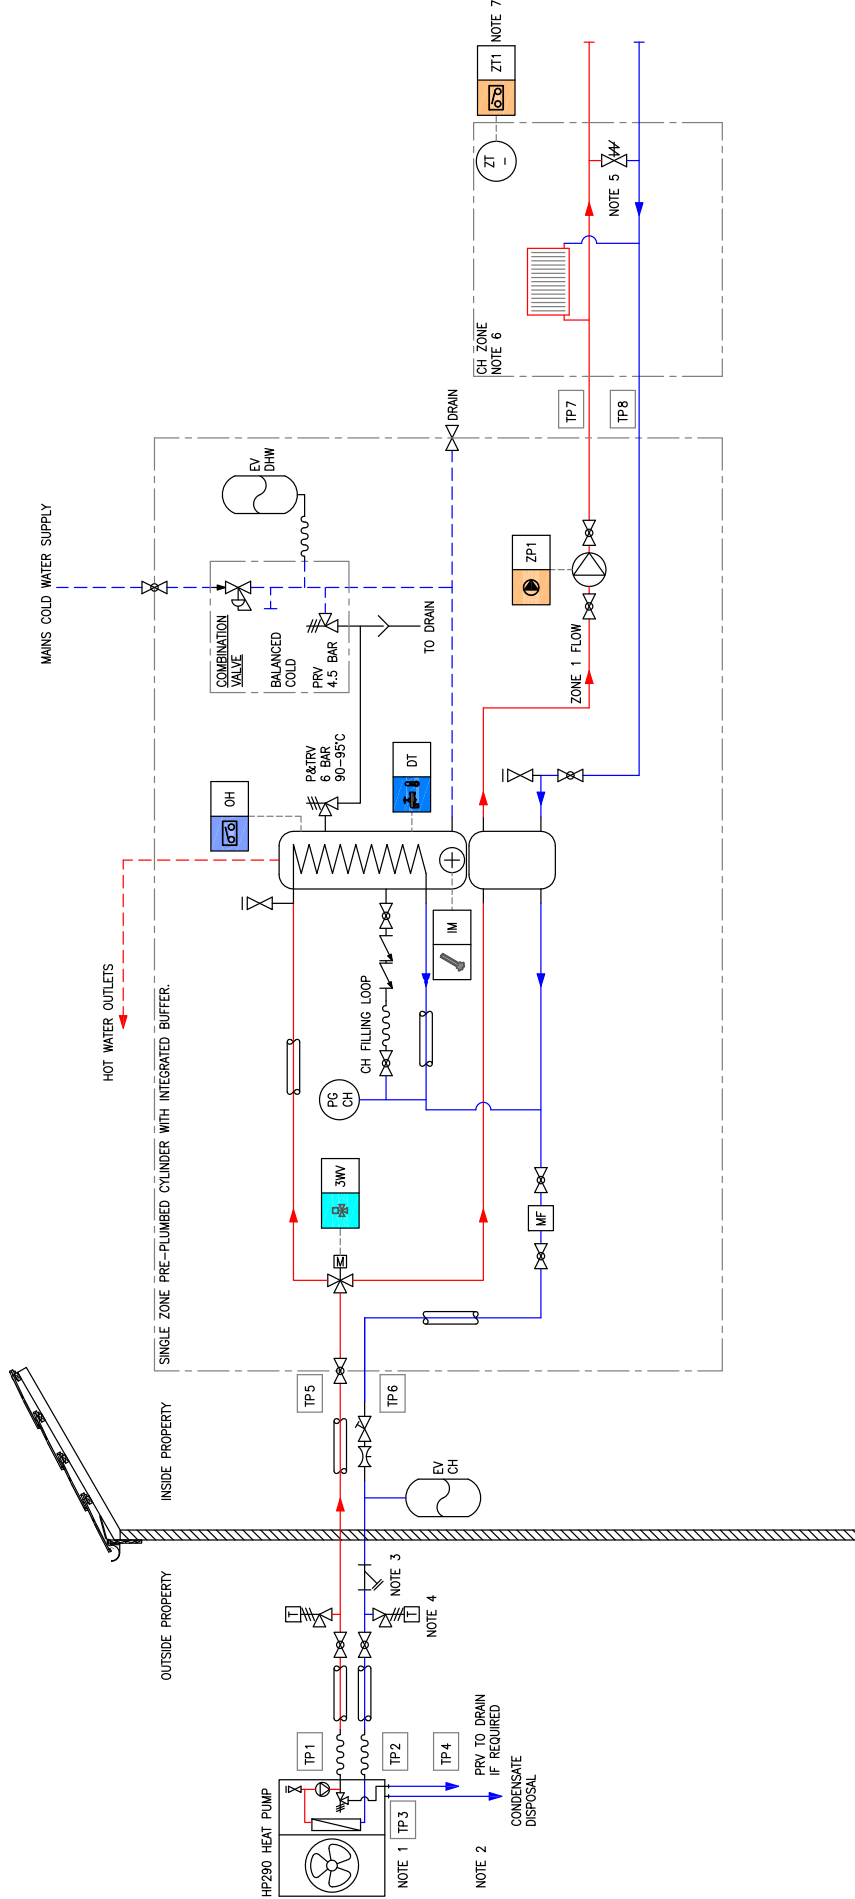 MAINS COLD WATER SUPPLY
HOT WATER OUTLETS
SINGLE ZONE PRE-PLUMBED CYLINDER WITH INTEGRATED BUFFER.
OUTSIDE PROPERTY
INSIDE PROPERTY
COMBINATION
VALVE
BALANCED
COLD
PRV
4.5 BAR
EV
DHW
TO DRAIN
DRAIN
OH
P&TRV
6 BAR
90-95°C
DT
IM
CH FILLING LOOP
PG
CH
3WV
M
MF
TP5
TP6
EV
CH
T
T
NOTE 3
NOTE 4
HP290 HEAT PUMP
TP1
TP2
TP3
TP4
NOTE 1
NOTE 2
PRV TO DRAIN
IF REQUIRED
CONDENSATE
DISPOSAL
ZONE 1 FLOW
ZP1
TP7
TP8
CH ZONE
NOTE 6
NOTE 5
ZT
-
ZT1
NOTE 7